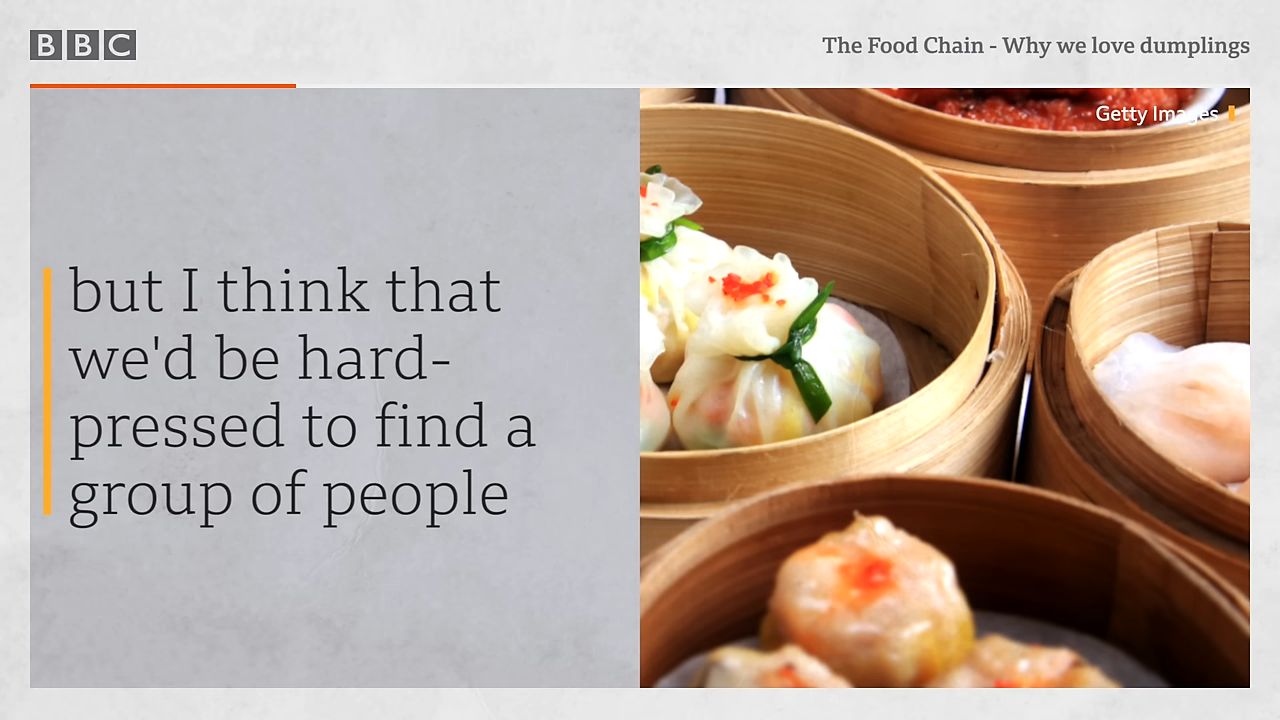 BBC
The Food Chain - Why we love dumplings
Getty Images
but I think that
we'd be hard-
pressed to find a
group of people